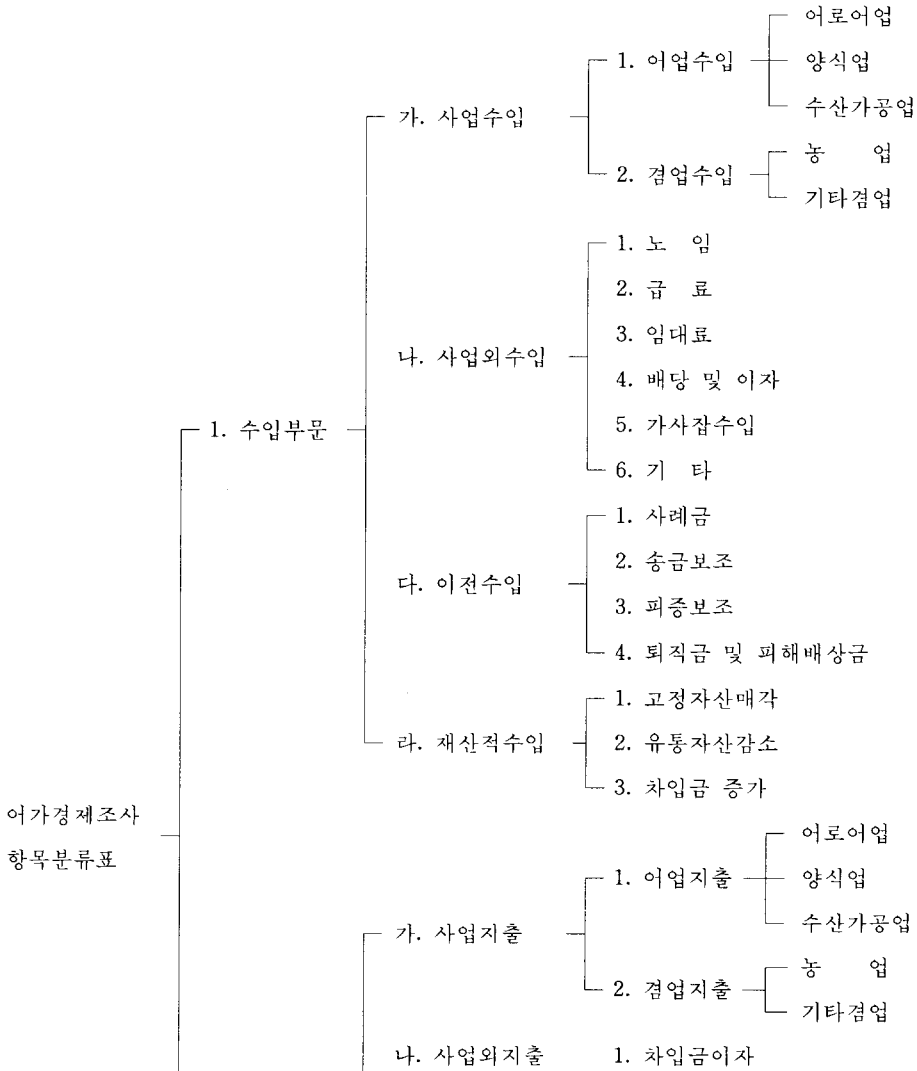 어로어업
1. 어업수입
양식업
수산가공업
가. 사업수입
농 업
2. 겸업수입
기타겸업
1. 노 임
2. 급 료
3. 임대료
나. 사업외수입
4. 배당 및 이자
5. 가사잡수입
1. 수입부문
6. 기 타
1. 사례금
2. 송금보조
다. 이전수입
3. 피증보조
4. 퇴직금 및 피해배상금
1. 고정자산매각
라. 재산적수입
2. 유통자산감소
3. 차입금 증가
어가경제조사
항목분류표
어로어업
1. 어업지출
양식업
수산가공업
가. 사업지출
농 업
2. 겸업지출
기타겸업
나. 사업외지출 1. 차입금이자